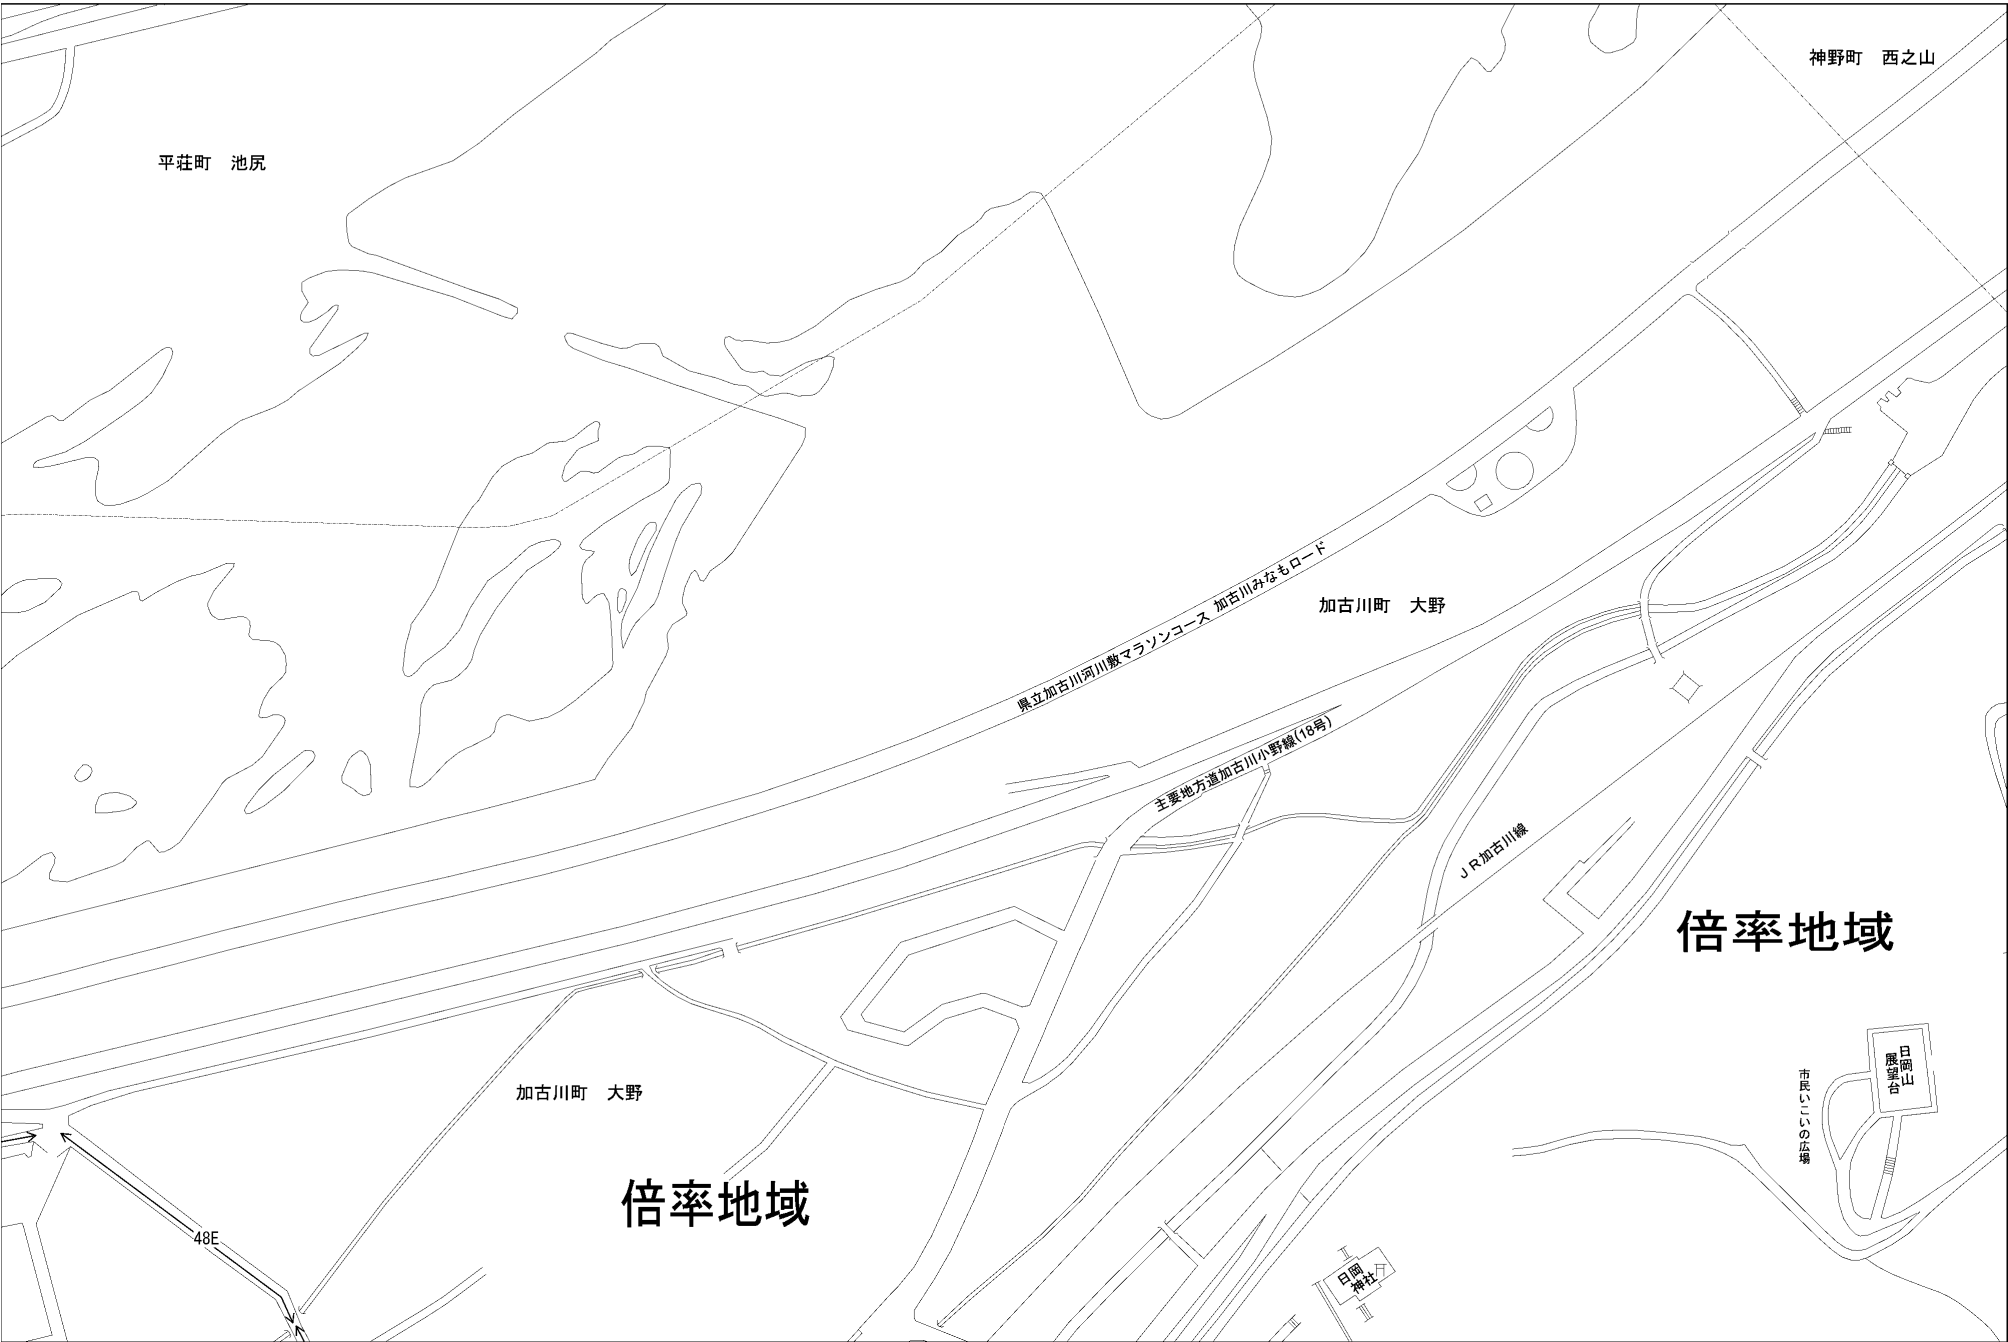 神野町　西之山
平荘町　池尻
県立加古川河川敷マラソンコース 加古川みなもロード
加古川町　大野
主要地方道加古川小野線(18号)
ＪＲ加古川線
倍率地域
日岡山
展望台
市民いこいの広場
加古川町　大野
倍率地域
48E
日岡
神社